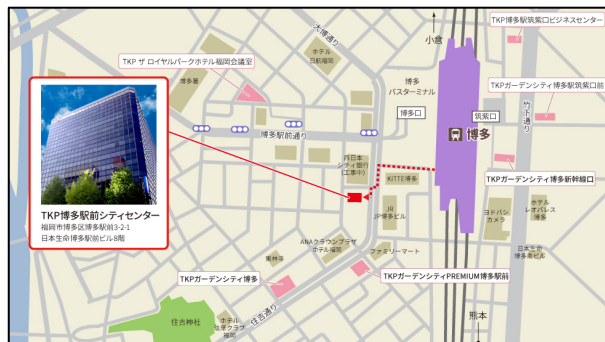 小倉
TKP博多駅筑紫口ビジネスセンター
大博通り
ホテル
日航福岡
TKP ザ ロイヤルパークホテル福岡会議室
博多
バスターミナル
TKPガーデンシティ博多駅筑紫口前
竹下通り
博多口
筑紫口
博多駅前通り
博多
西日本
シティ銀行
(工事中)
KITTE博多
TKPガーデンシティ博多新幹線口
TKP博多駅前シティセンター
福岡市博多区博多駅前3-2-1
日本生命博多駅前ビル8階
JR
JP博多ビル
ヨドバシ
カメラ
ホテル
レオパレス
博多
ANAクラウンプラザ
ホテル福岡
ファミリーマート
日本生命
博多南ビル
東林寺
TKPガーデンシティ博多
TKPガーデンシティPREMIUM博多駅前
住吉通り
住吉神社
ホテル
福岡
熊本